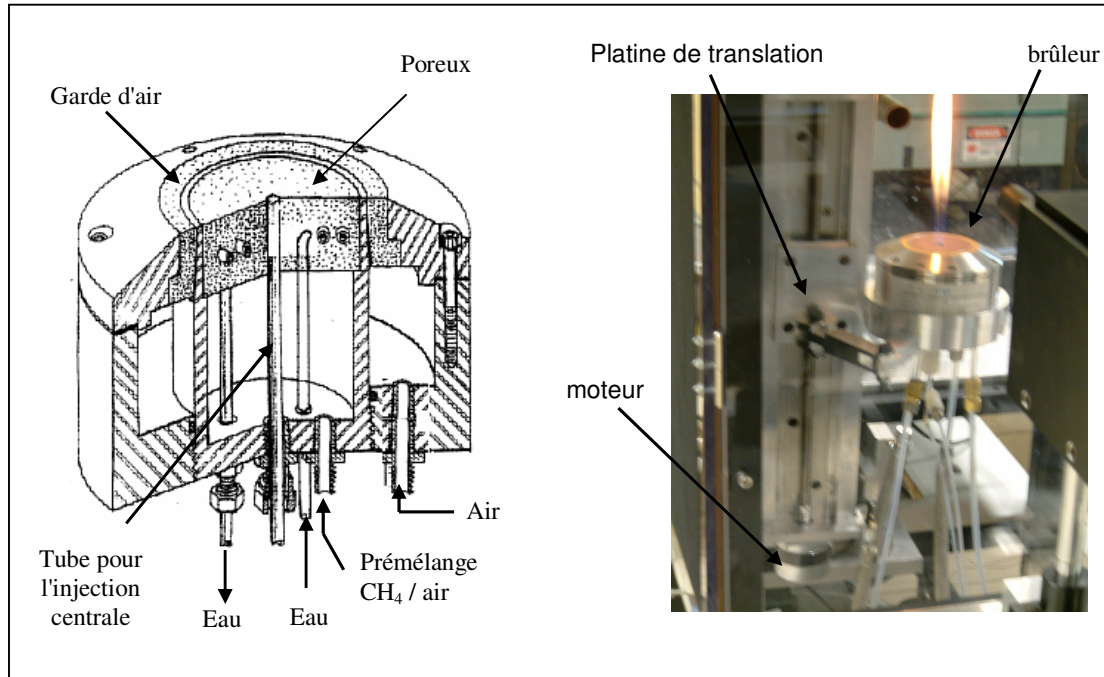 Garde d'air
Poreux
Tube pour
l'injection
centrale
Eau
Eau
Prémélange
CH₄ / air
Air
Platine de translation
brûleur
moteur